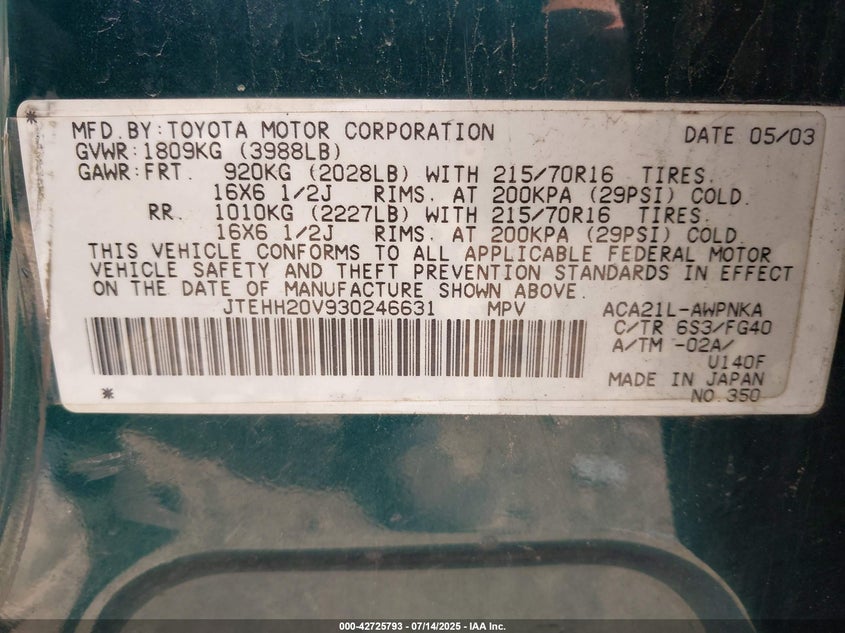 MFD.BY:TOYOTA MOTOR CORPORATION DATE 05/03
GVWR:1809KG (3988LB)
GAWR:FRT. 920KG (2028LB) WITH 215/70R16 TIRES.
16X6 1/2J RIMS. AT 200KPA (29PSI) COLD.
RR. 1010KG (2227LB) WITH 215/70R16 TIRES.
16X6 1/2J RIMS. AT 200KPA (29PSI) COLD.
THIS VEHICLE CONFORMS TO ALL APPLICABLE FEDERAL MOTOR
VEHICLE SAFETY AND THEFT PREVENTION STANDARDS IN EFFECT
ON THE DATE OF MANUFACTURE SHOWN ABOVE.
JTEHH20V930246631 MPV ACA21L-AWPNKA
C/TR 6S3/FG40
A/TM -02A/
U140F
MADE IN JAPAN
NO.350
000-42725793 - 07/14/2025 - IAA Inc.